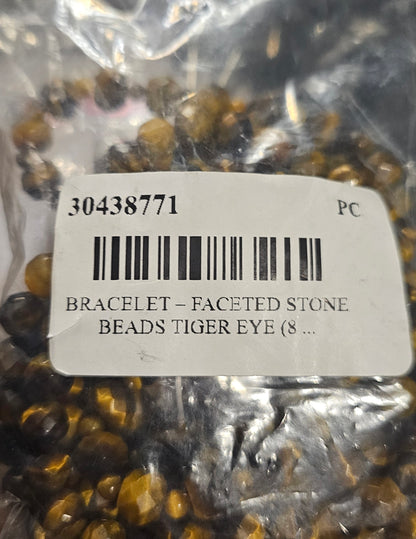 30438771 PC
BRACELET – FACETED STONE
BEADS TIGER EYE (8 ...